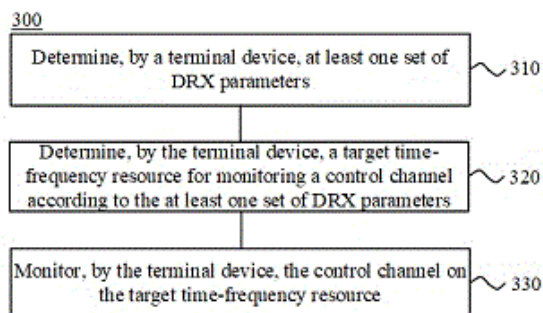 300
Determine, by a terminal device, at least one set of
DRX parameters
310
Determine, by the terminal device, a target time-
frequency resource for monitoring a control channel
according to the at least one set of DRX parameters
320
Monitor, by the terminal device, the control channel on
the target time-frequency resource
330